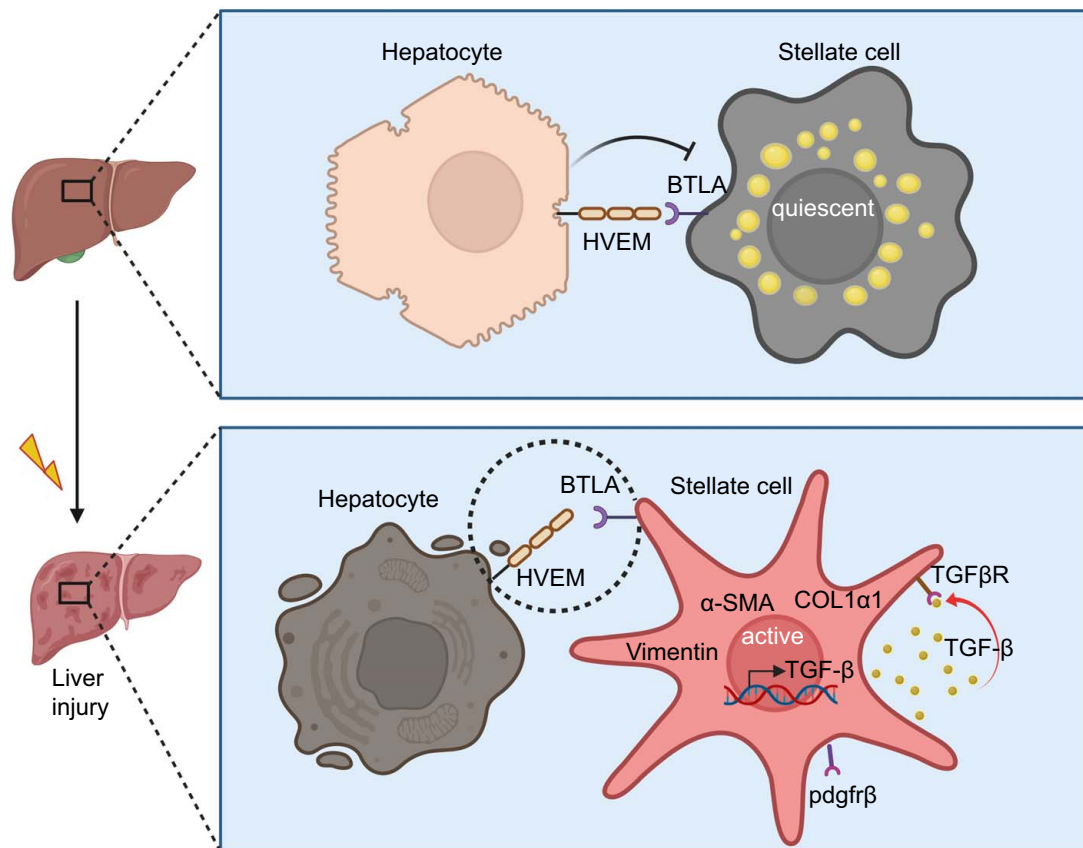 Hepatocyte
Stellate cell
BTLA
HVEM
quiescent
Hepatocyte
BTLA
Stellate cell
HVEM
TGFβR
α-SMA
COL1α1
active
Vimentin
TGF-β
TGF-β
pdgfrβ
Liver
injury